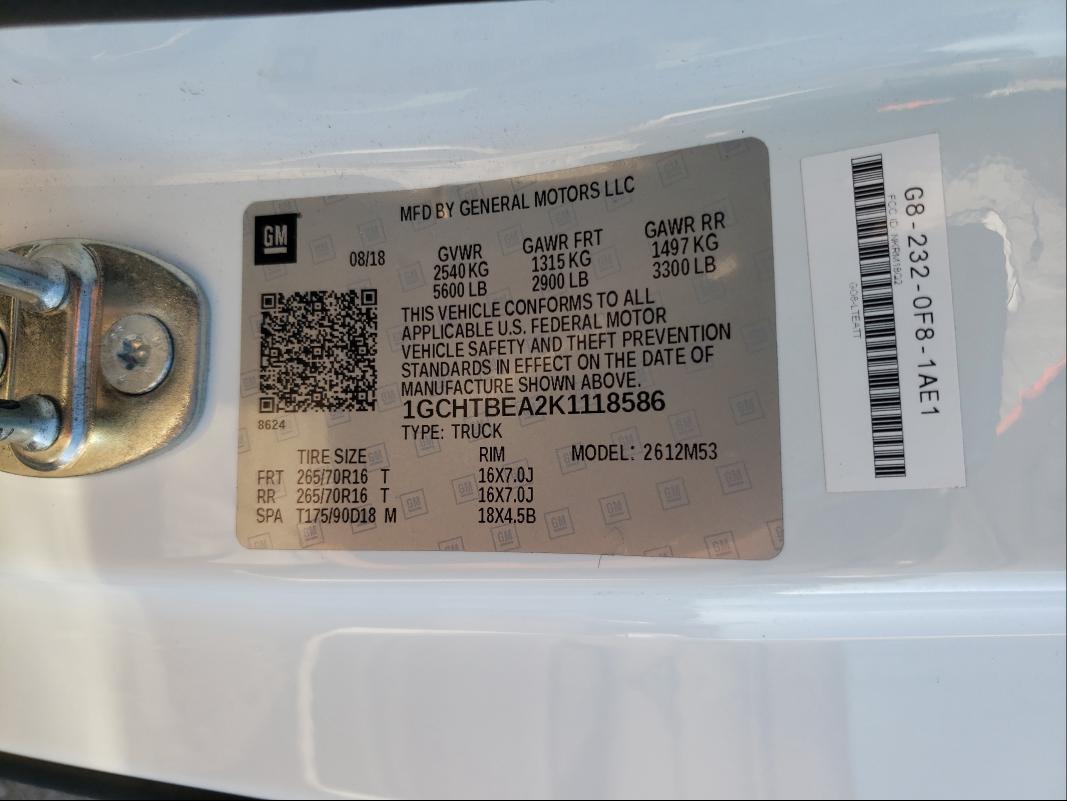 MFD BY GENERAL MOTORS LLC
GM
08/18
GVWR
2540 KG
5600 LB
GAWR FRT
1315 KG
2900 LB
GAWR RR
1497 KG
3300 LB
THIS VEHICLE CONFORMS TO ALL
APPLICABLE U.S. FEDERAL MOTOR
VEHICLE SAFETY AND THEFT PREVENTION
STANDARDS IN EFFECT ON THE DATE OF
MANUFACTURE SHOWN ABOVE.
1GCHTBEA2K1118586
8624
TYPE: TRUCK
TIRE SIZE RIM MODEL: 2612M53
FRT 265/70R16 T 16X7.0J
RR 265/70R16 T 16X7.0J
SPA T175/90D18 M 18X4.5B
G8-232-0F8-1AE1
FCC ID: